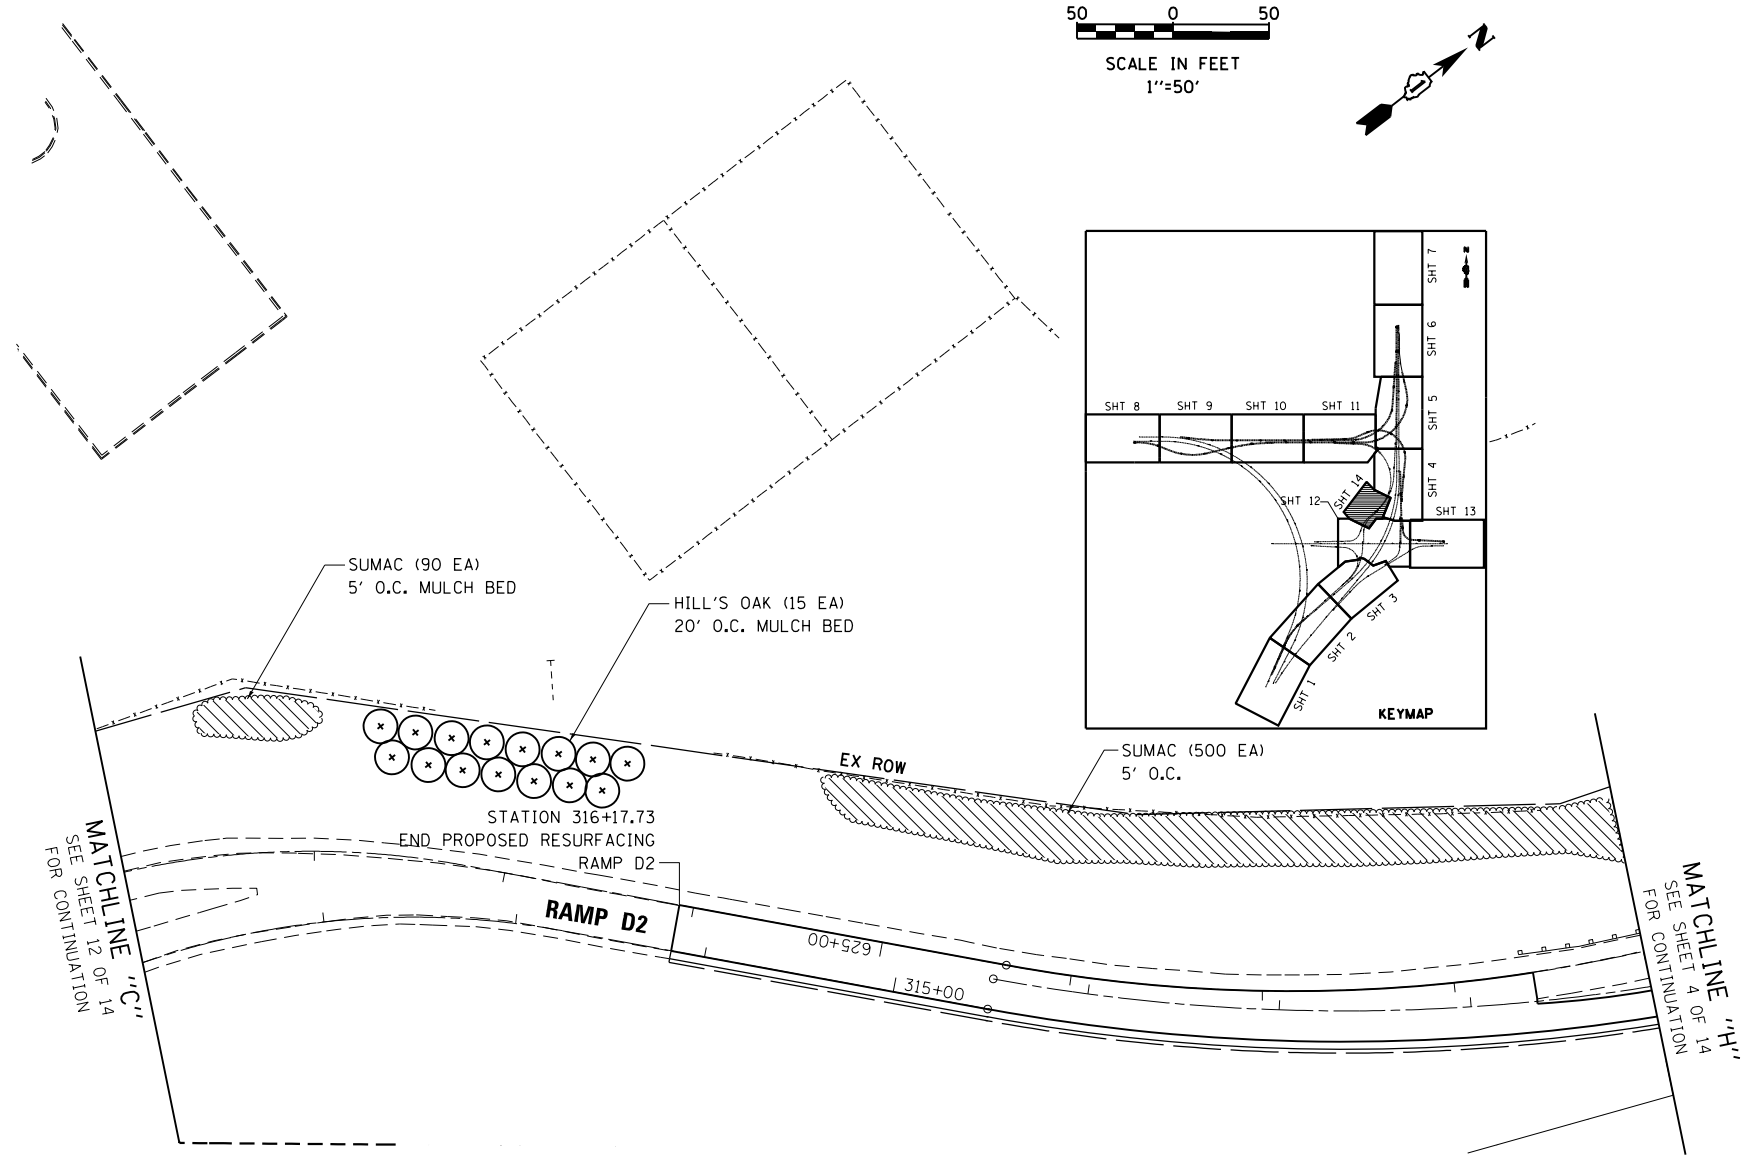 50 0 50
SCALE IN FEET
1''=50'
N
SHT 7
N
SHT 6
SHT 5
SHT 8
SHT 9
SHT 10
SHT 11
SHT 4
SHT 14
SHT 12
SHT 13
SHT 3
SHT 2
SHT 1
KEYMAP
SUMAC (90 EA)
5' O.C. MULCH BED
HILL'S OAK (15 EA)
20' O.C. MULCH BED
SUMAC (500 EA)
5' O.C.
EX ROW
STATION 316+17.73
END PROPOSED RESURFACING
RAMP D2
RAMP D2
625+00
315+00
MATCHLINE "C"
SEE SHEET 12 OF 14
FOR CONTINUATION
MATCHLINE "H"
SEE SHEET 4 OF 14
FOR CONTINUATION